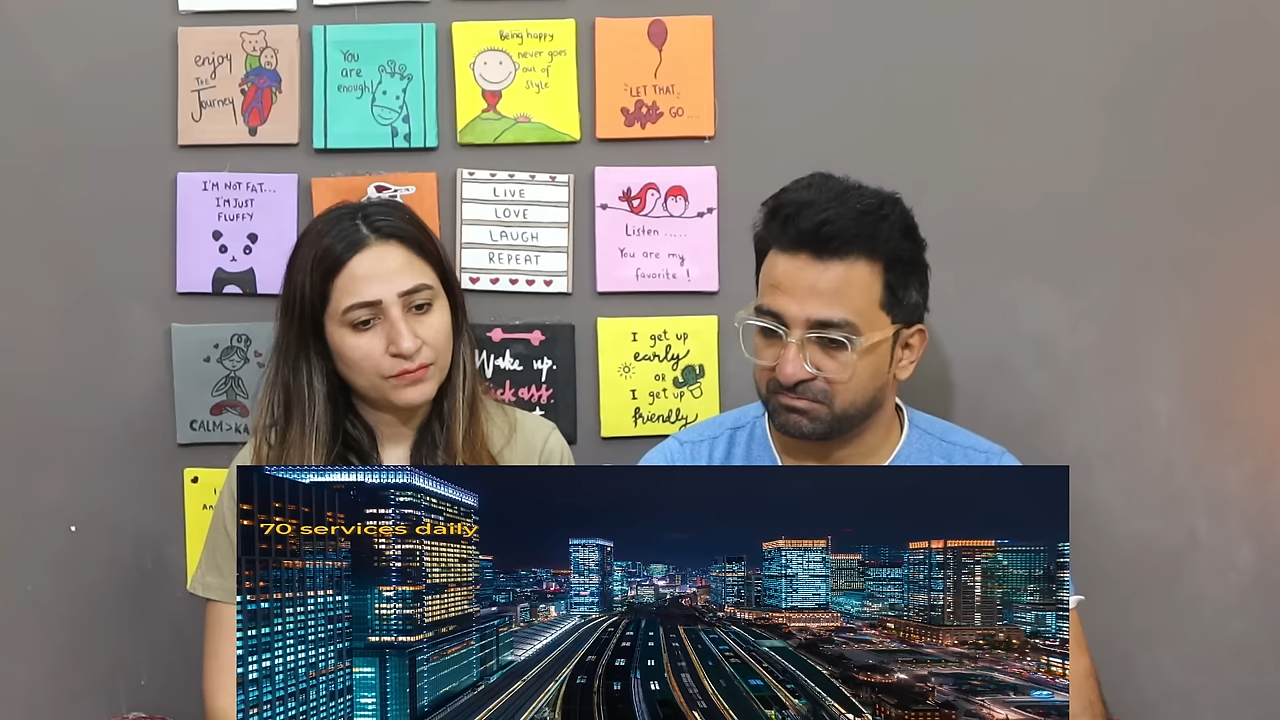 enjoy
THE
Journey
You
are
enough!
Being happy
never goes
out of
style
"LET THAT
GO ....
I'M NOT FAT...
I'M JUST
FLUFFY
LIVE
LOVE
LAUGH
REPEAT
Listen .....
You are my
favorite !
CALM>KA
Wake up.
I get up
early
OR
I get up
friendly
70 services daily